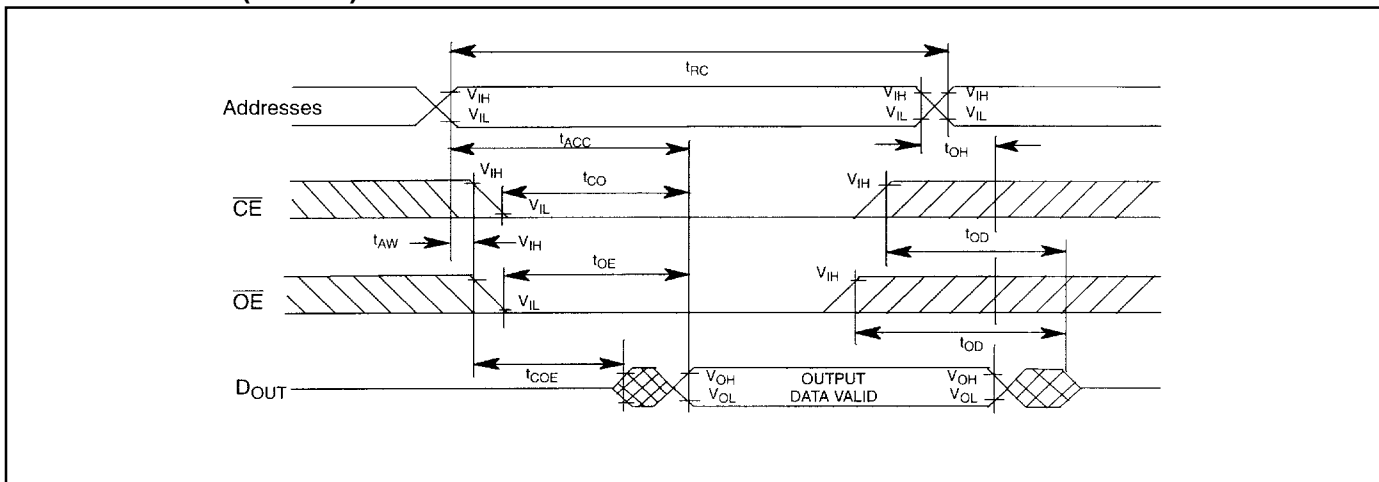 tRC
Addresses VIH VIH VIH
VIL VIL VIL
tACC tOH
CE VIH tCO VIH
VIL
tAW VIH tOD
OE tOE VIH
VIL
tCOE tOD
DOUT VOH OUTPUT VOH
VOL DATA VALID VOL